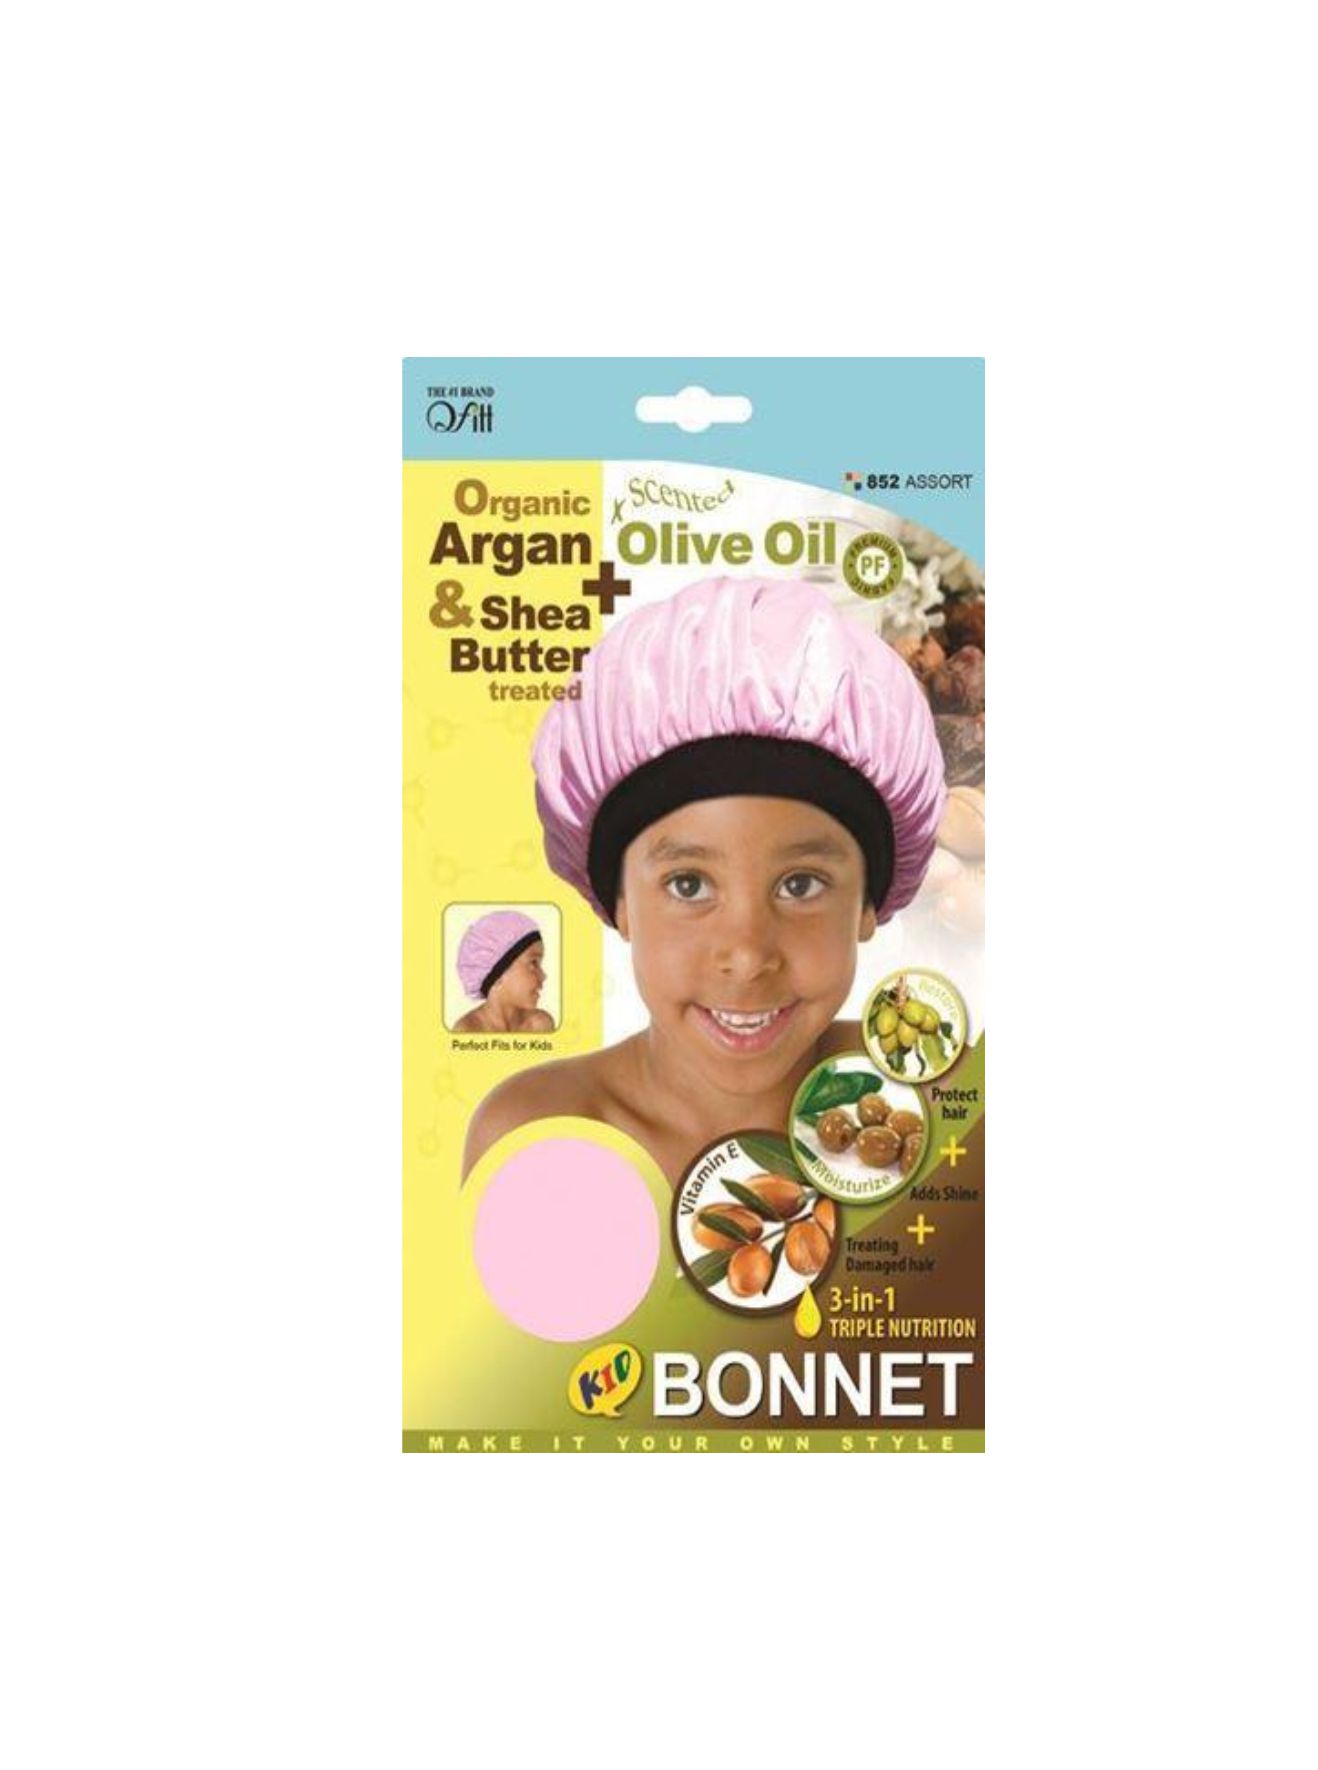 THE #1 BRAND
Qfitt
852 ASSORT
Organic
Argan
& Shea
Butter
treated
+
Scented
Olive Oil
PREMIUM
PF
FABRIC
Perfect Fits for Kids
Restore
Protect
hair
+
Moisturize
Adds Shine
+
Vitamin E
Treating
Damaged hair
3-in-1
TRIPLE NUTRITION
KID
BONNET
MAKE IT YOUR OWN STYLE